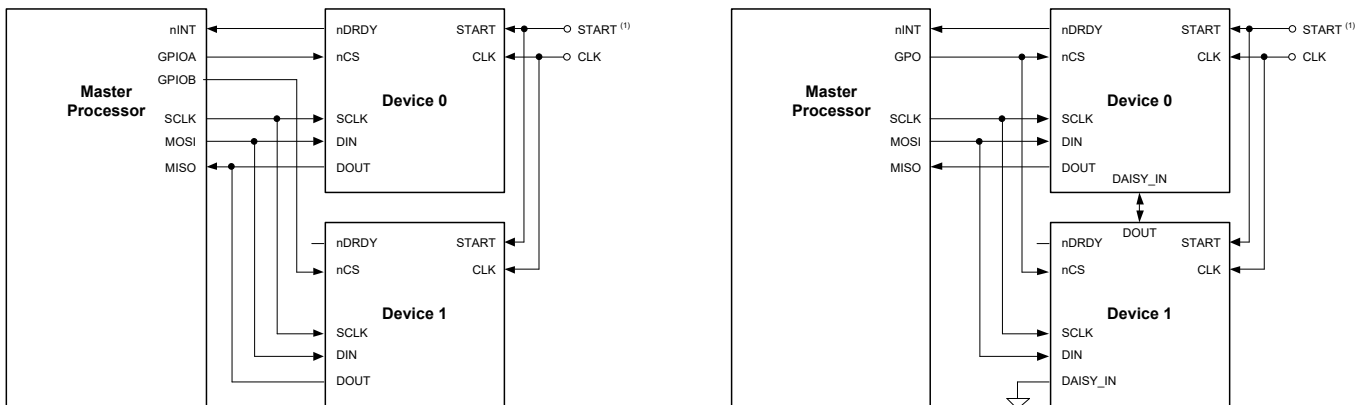 nINT
GPIOA
GPIOB
Master
Processor
SCLK
MOSI
MISO
nDRDY
START
nCS
CLK
Device 0
SCLK
DIN
DOUT
START (1)
CLK
nDRDY
START
nCS
CLK
Device 1
SCLK
DIN
DOUT
nINT
GPO
Master
Processor
SCLK
MOSI
MISO
nDRDY
START
nCS
CLK
Device 0
SCLK
DIN
DOUT
DAISY_IN
START (1)
CLK
DOUT
nDRDY
START
nCS
CLK
Device 1
SCLK
DIN
DAISY_IN